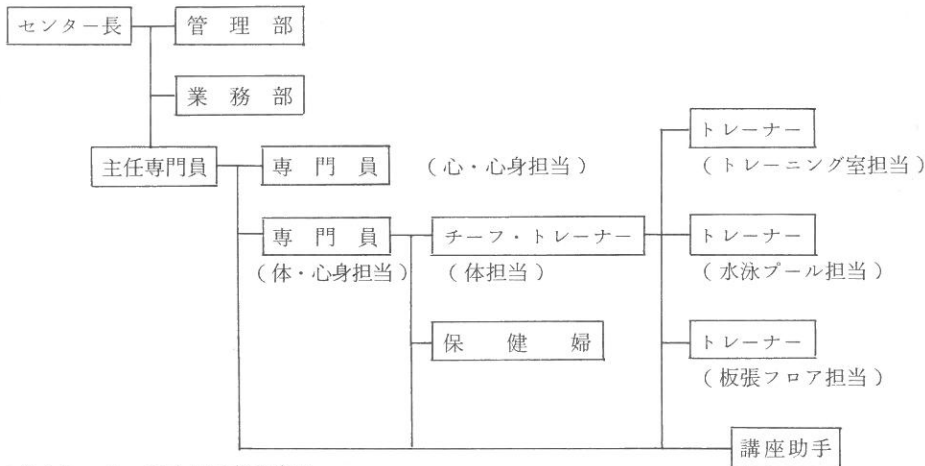 センター長
管理部
業務部
主任専門員
専門員
(心・心身担当)
専門員
(体・心身担当)
チーフ・トレーナー
(体担当)
保健婦
トレーナー
(トレーニング室担当)
トレーナー
(水泳プール担当)
トレーナー
(板張フロア担当)
講座助手